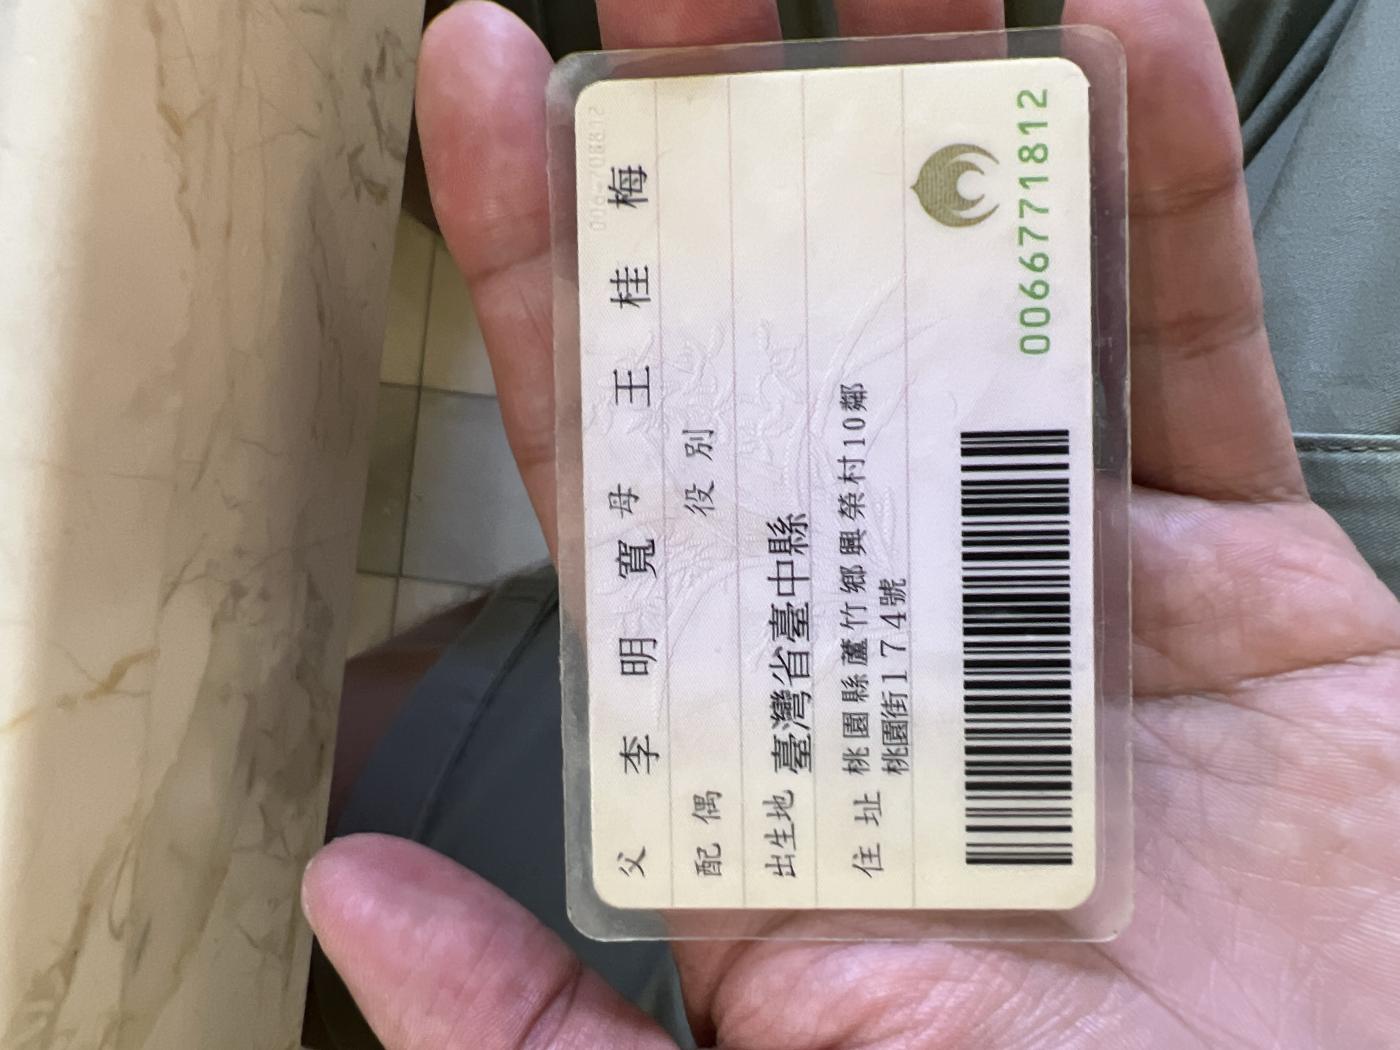 父 李明寬 母 王桂梅
配偶 役別
出生地 臺灣省臺中縣
住址 桃園縣蘆竹鄉興榮村10鄰
桃園街174號
0066771812